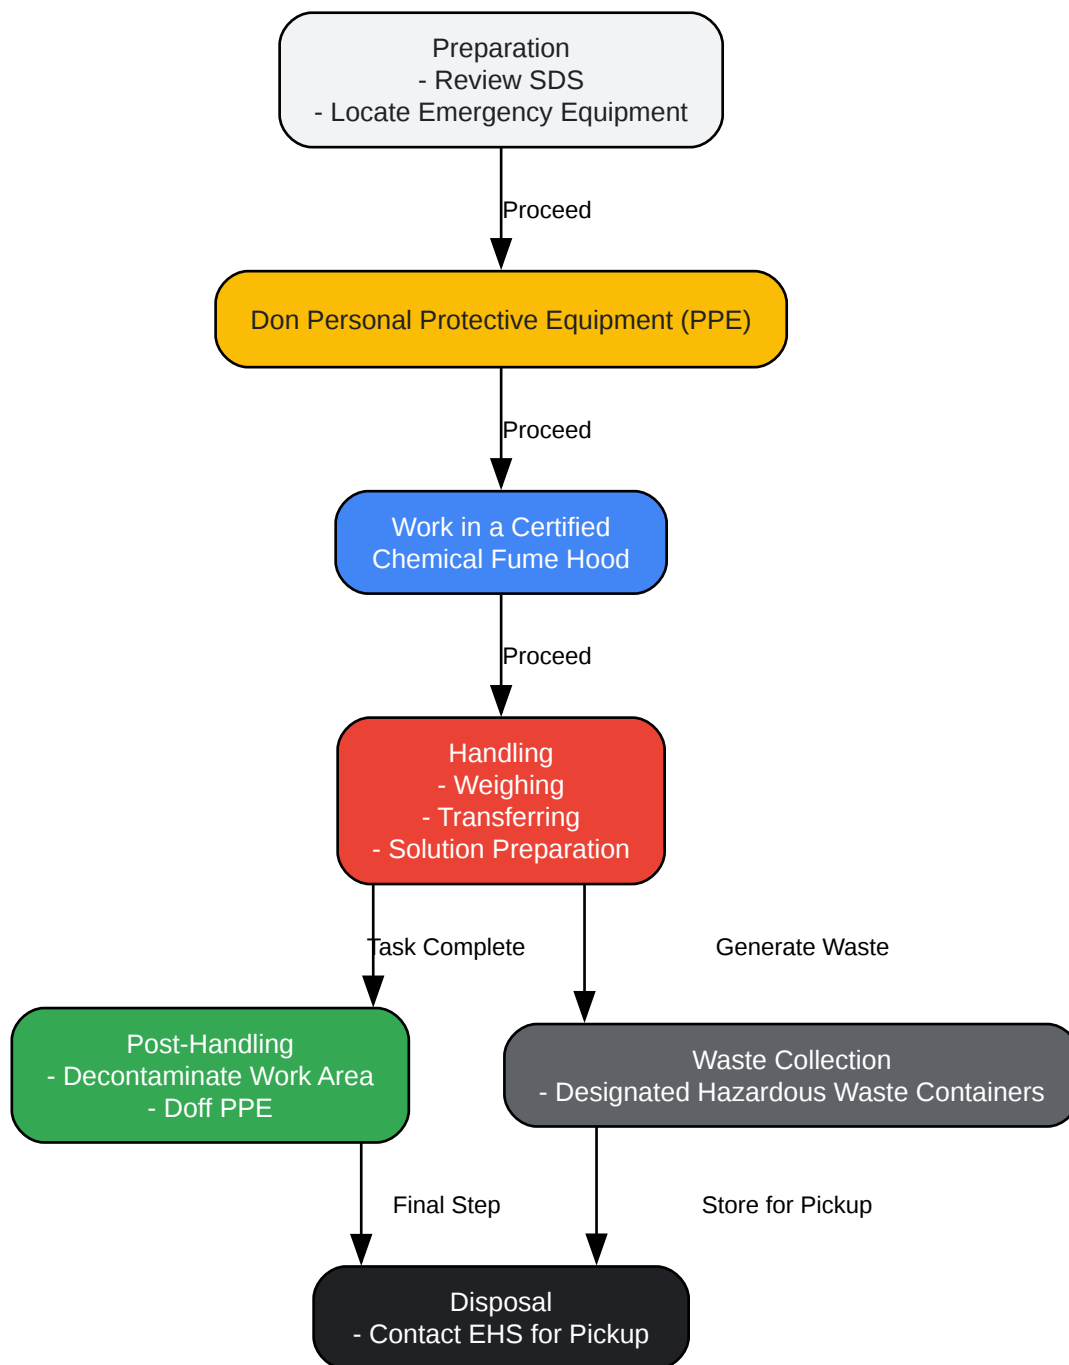 Preparation
- Review SDS
- Locate Emergency Equipment
Proceed
Don Personal Protective Equipment (PPE)
Proceed
Work in a Certified
Chemical Fume Hood
Proceed
Handling
- Weighing
- Transferring
- Solution Preparation
Task Complete
Generate Waste
Post-Handling
- Decontaminate Work Area
- Doff PPE
Waste Collection
- Designated Hazardous Waste Containers
Final Step
Store for Pickup
Disposal
- Contact EHS for Pickup